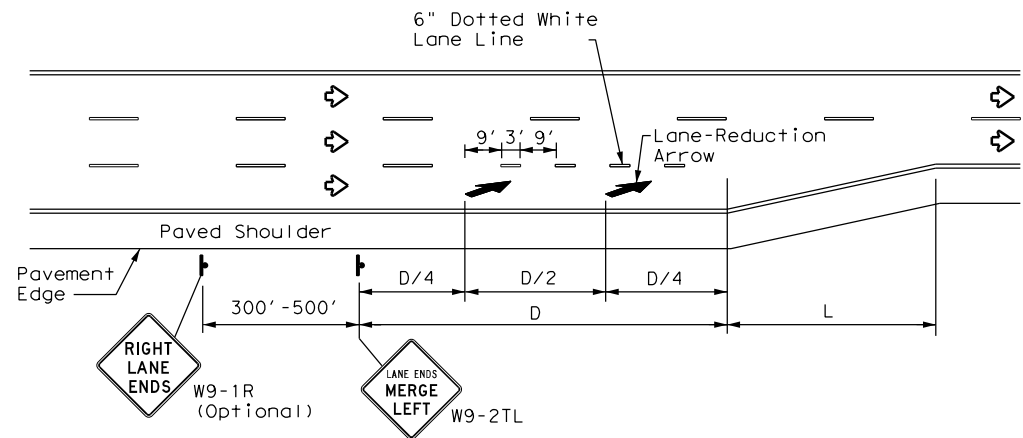 6" Dotted White
Lane Line
9' 3' 9'
Lane-Reduction
Arrow
Paved Shoulder
Pavement
Edge
D/4 D/2 D/4
300'-500' D L
RIGHT
LANE
ENDS
W9-1R
(Optional)
LANE ENDS
MERGE
LEFT
W9-2TL